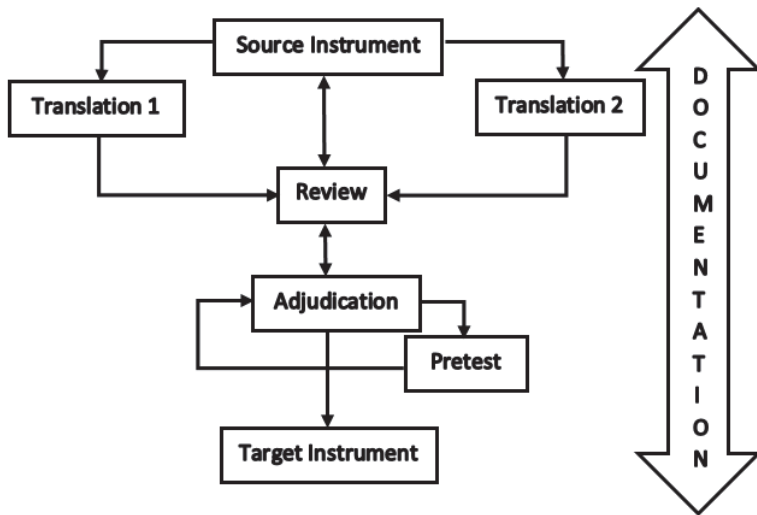 Source Instrument
Translation 1
Translation 2
Review
Adjudication
Pretest
Target Instrument
DOCUMENTATION